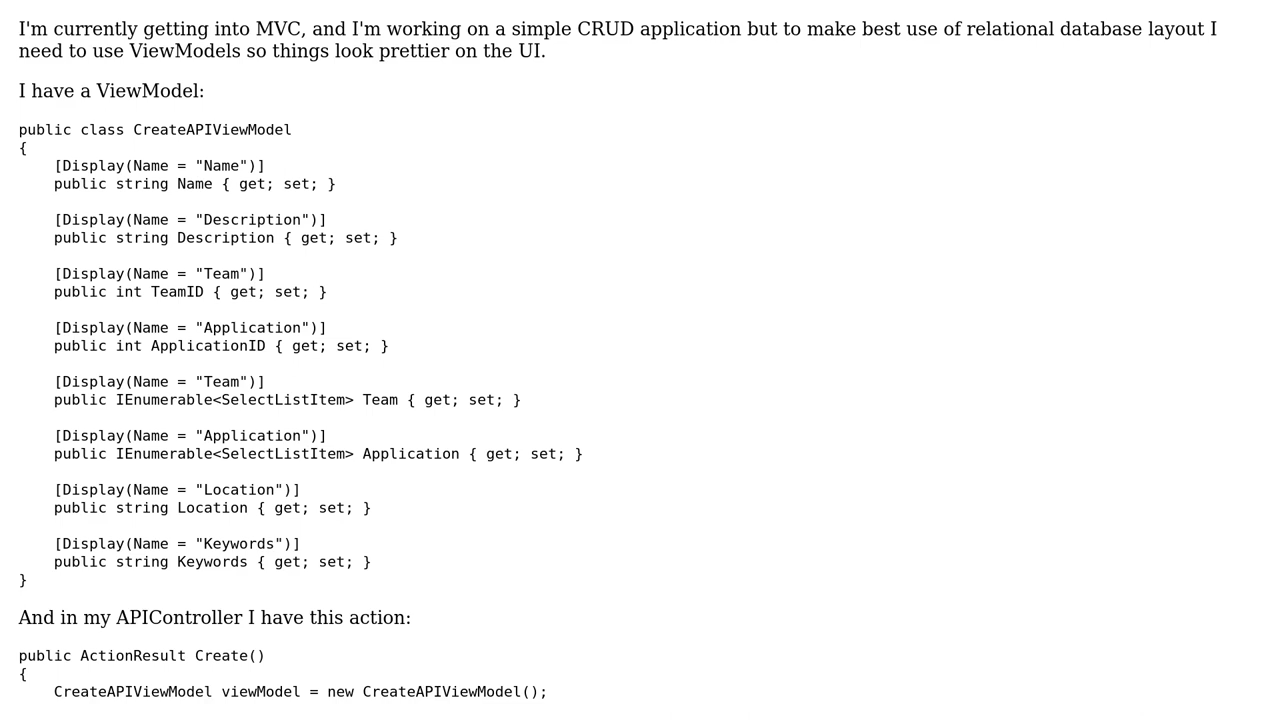 I'm currently getting into MVC, and I'm working on a simple CRUD application but to make best use of relational database layout I
need to use ViewModels so things look prettier on the UI.
I have a ViewModel:
public class CreateAPIViewModel
{
    [Display(Name = "Name")]
    public string Name { get; set; }

    [Display(Name = "Description")]
    public string Description { get; set; }

    [Display(Name = "Team")]
    public int TeamID { get; set; }

    [Display(Name = "Application")]
    public int ApplicationID { get; set; }

    [Display(Name = "Team")]
    public IEnumerable<SelectListItem> Team { get; set; }

    [Display(Name = "Application")]
    public IEnumerable<SelectListItem> Application { get; set; }

    [Display(Name = "Location")]
    public string Location { get; set; }

    [Display(Name = "Keywords")]
    public string Keywords { get; set; }
}
And in my APIController I have this action:
public ActionResult Create()
{
    CreateAPIViewModel viewModel = new CreateAPIViewModel();